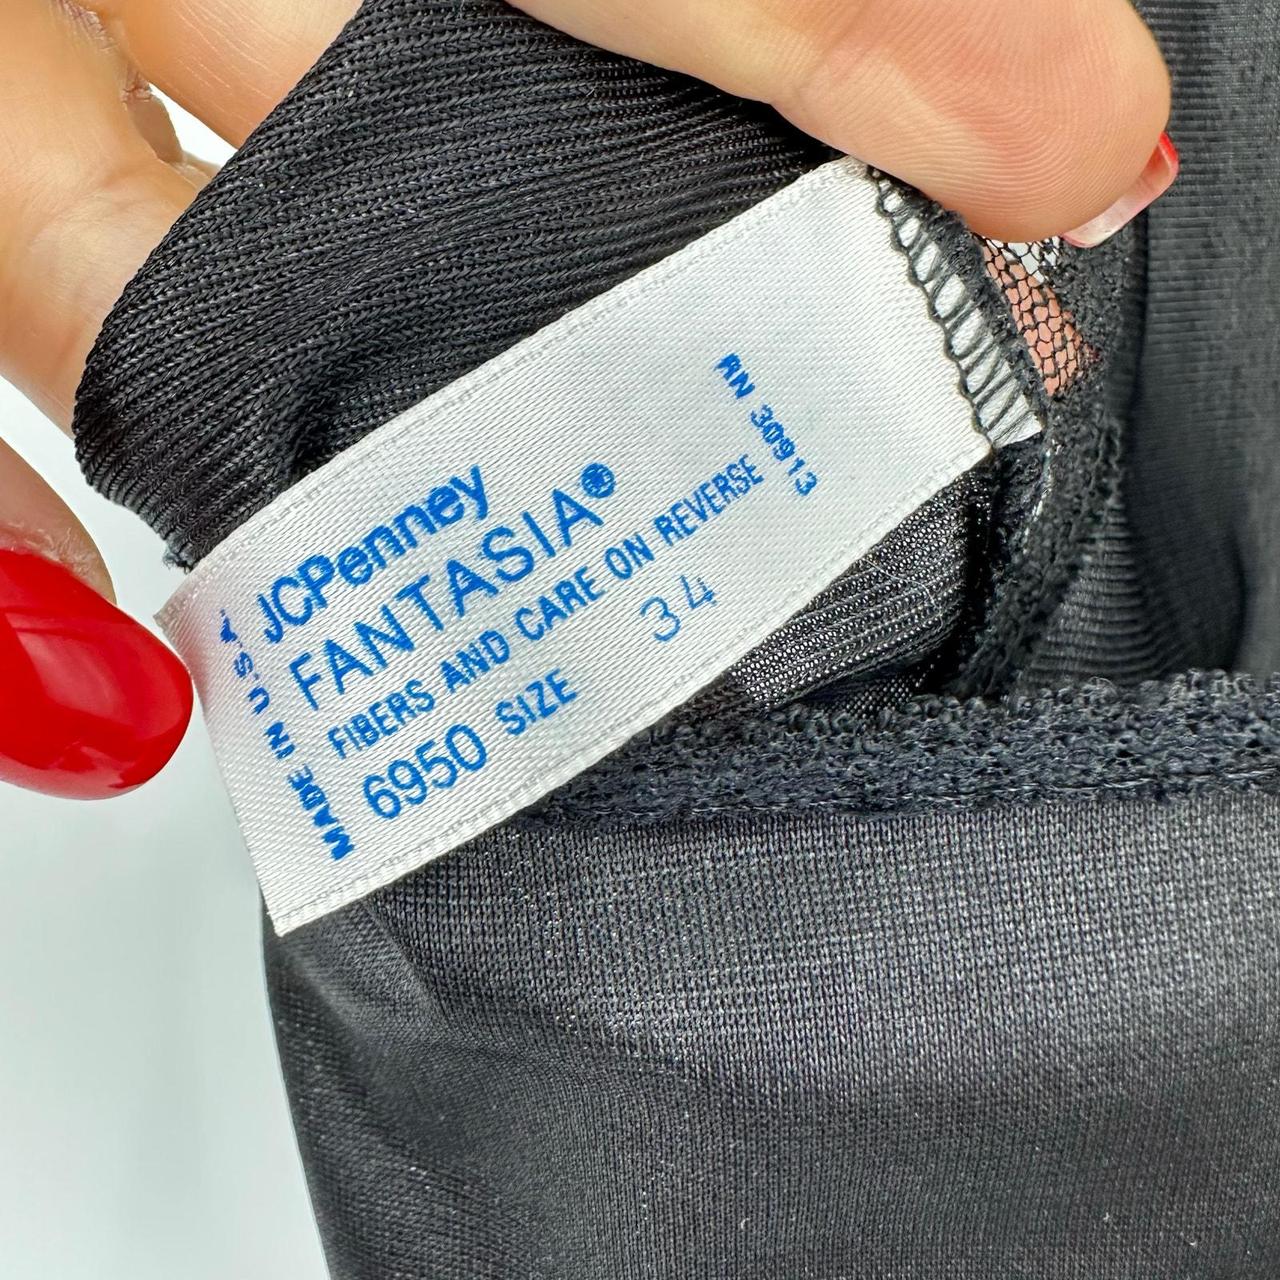 JCPenney
FANTASIA®
FIBERS AND CARE ON REVERSE
6950 SIZE 34
MADE IN U.S.A.
RN 30913